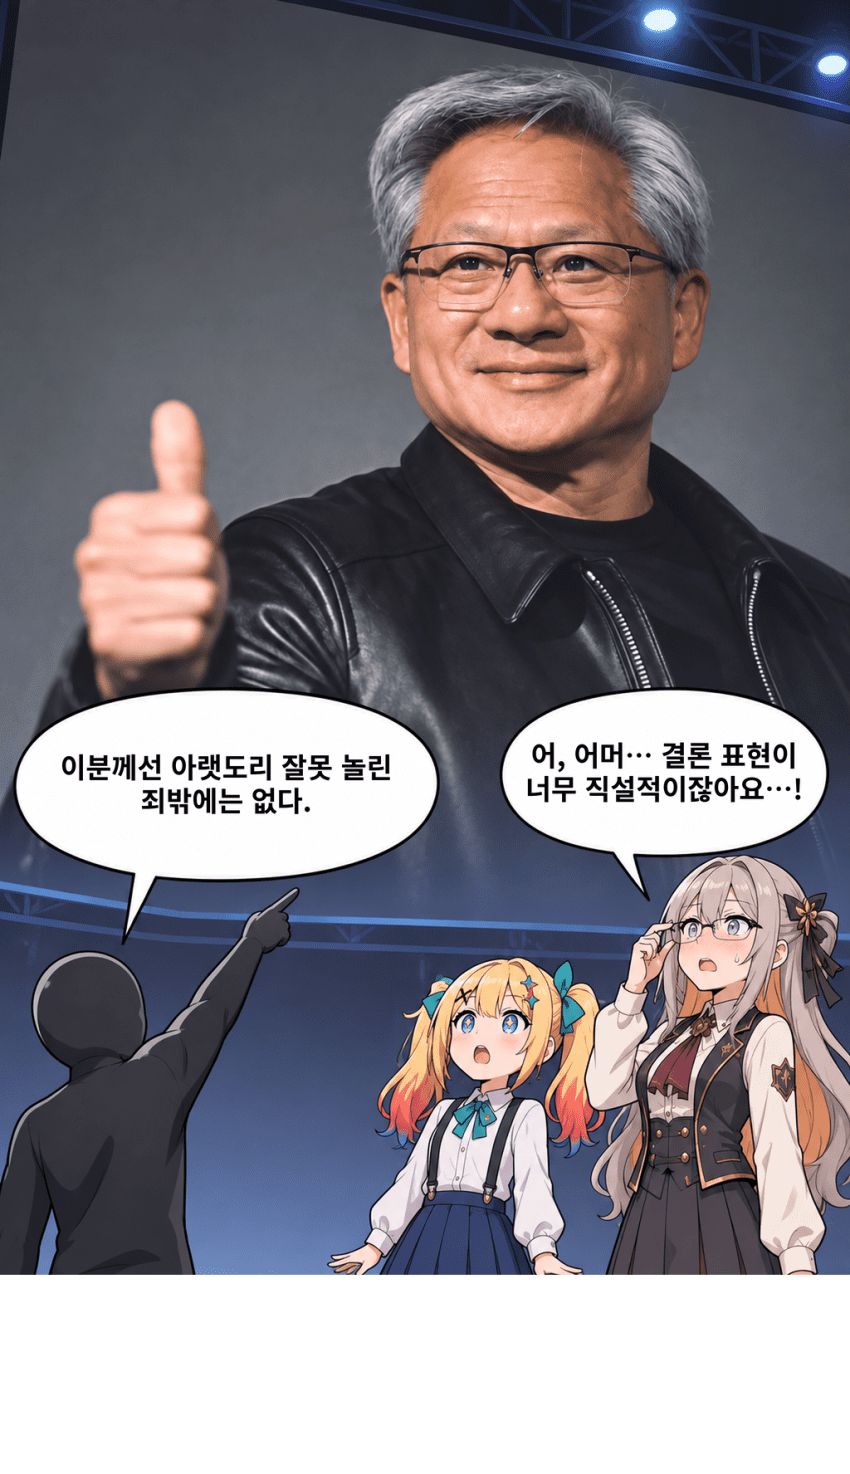 이분께선 아랫도리 잘못 놀린
죄밖에는 없다.
어, 어머… 결론 표현이
너무 직설적이잖아요…!